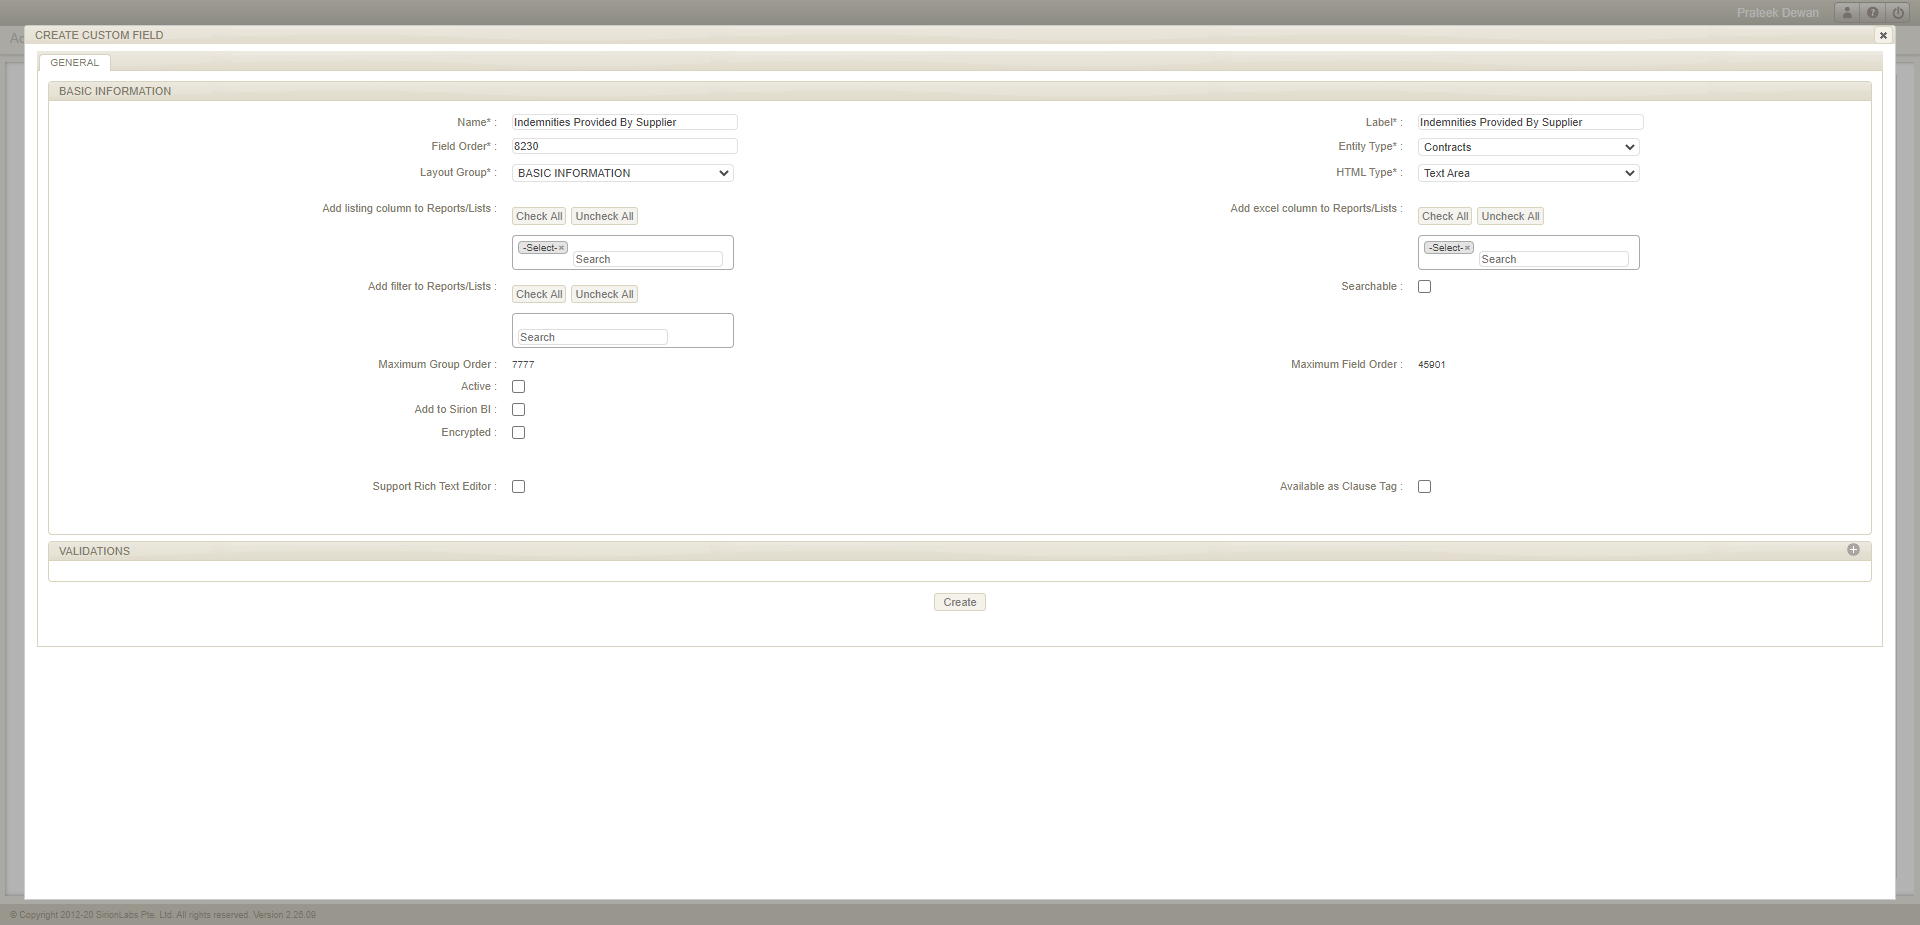 Prateek Dewan
CREATE CUSTOM FIELD
GENERAL
BASIC INFORMATION
Name* : Indemnities Provided By Supplier
Label* : Indemnities Provided By Supplier
Field Order* : 8230
Entity Type* : Contracts
Layout Group* : BASIC INFORMATION
HTML Type* : Text Area
Add listing column to Reports/Lists : Check All Uncheck All
Add excel column to Reports/Lists : Check All Uncheck All
-Select- Search
-Select- Search
Add filter to Reports/Lists : Check All Uncheck All
Searchable :
Search
Maximum Group Order : 7777
Maximum Field Order : 45901
Active :
Add to Sirion BI :
Encrypted :
Support Rich Text Editor :
Available as Clause Tag :
VALIDATIONS
Create
© Copyright 2012-20 SirionLabs Pte. Ltd. All rights reserved. Version 2.26.09